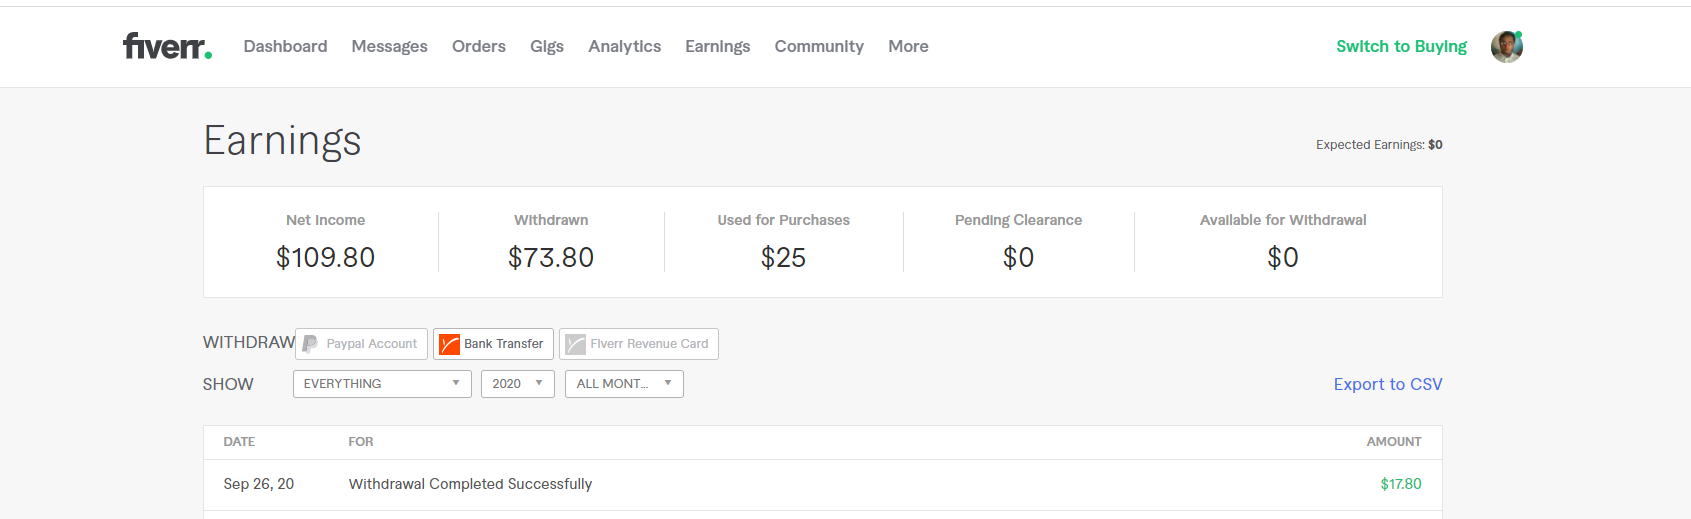 fiverr. Dashboard Messages Orders Gigs Analytics Earnings Community More Switch to Buying
Earnings
Expected Earnings: $0
Net Income Withdrawn Used for Purchases Pending Clearance Available for Withdrawal
$109.80 $73.80 $25 $0 $0
WITHDRAW Paypal Account Bank Transfer Fiverr Revenue Card
SHOW EVERYTHING 2020 ALL MONT... Export to CSV
DATE FOR AMOUNT
Sep 26, 20 Withdrawal Completed Successfully $17.80